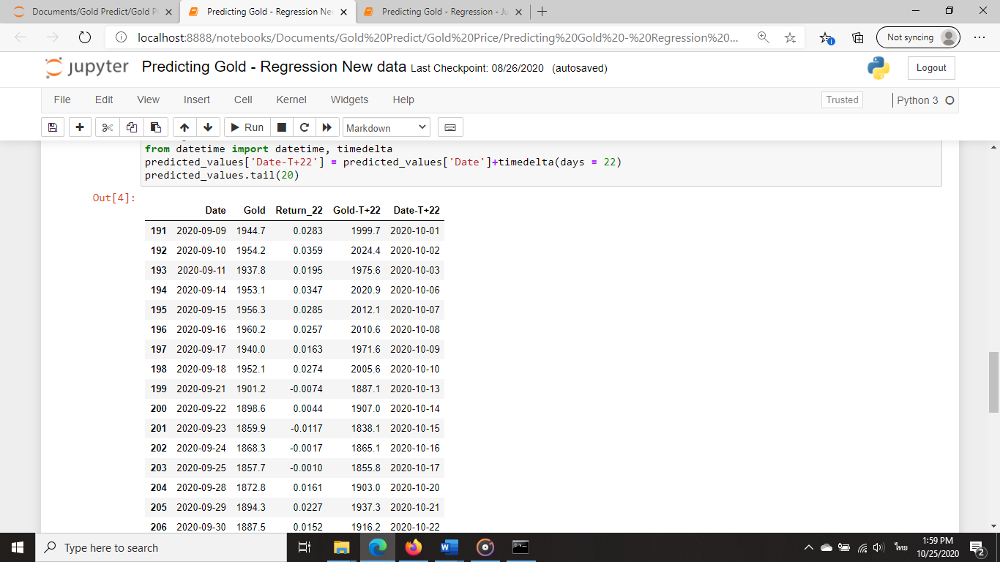 Documents/Gold Predict/Gold P
Predicting Gold - Regression Ne
Predicting Gold - Regression - Ju
localhost:8888/notebooks/Documents/Gold%20Predict/Gold%20Price/Predicting%20Gold%20-%20Regression%20...
Not syncing
jupyter Predicting Gold - Regression New data Last Checkpoint: 08/26/2020 (autosaved)
Logout
File Edit View Insert Cell Kernel Widgets Help
Trusted
Python 3
Run
Markdown
from datetime import datetime, timedelta
predicted_values['Date-T+22'] = predicted_values['Date']+timedelta(days = 22)
predicted_values.tail(20)
Out[4]:
Date Gold Return_22 Gold-T+22 Date-T+22
191 2020-09-09 1944.7 0.0283 1999.7 2020-10-01
192 2020-09-10 1954.2 0.0359 2024.4 2020-10-02
193 2020-09-11 1937.8 0.0195 1975.6 2020-10-03
194 2020-09-14 1953.1 0.0347 2020.9 2020-10-06
195 2020-09-15 1956.3 0.0285 2012.1 2020-10-07
196 2020-09-16 1960.2 0.0257 2010.6 2020-10-08
197 2020-09-17 1940.0 0.0163 1971.6 2020-10-09
198 2020-09-18 1952.1 0.0274 2005.6 2020-10-10
199 2020-09-21 1901.2 -0.0074 1887.1 2020-10-13
200 2020-09-22 1898.6 0.0044 1907.0 2020-10-14
201 2020-09-23 1859.9 -0.0117 1838.1 2020-10-15
202 2020-09-24 1868.3 -0.0017 1865.1 2020-10-16
203 2020-09-25 1857.7 -0.0010 1855.8 2020-10-17
204 2020-09-28 1872.8 0.0161 1903.0 2020-10-20
205 2020-09-29 1894.3 0.0227 1937.3 2020-10-21
206 2020-09-30 1887.5 0.0152 1916.2 2020-10-22
Type here to search
ไทย
1:59 PM
10/25/2020
2